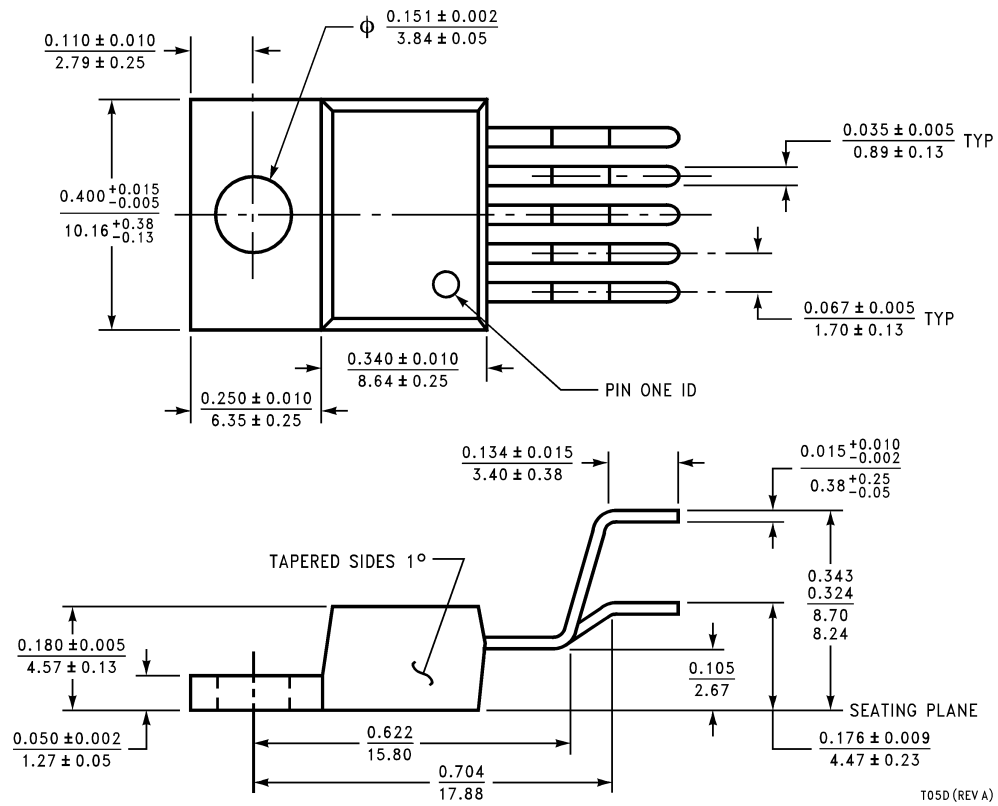 ϕ 0.151 ± 0.002
3.84 ± 0.05
0.110 ± 0.010
2.79 ± 0.25
0.035 ± 0.005 TYP
0.89 ± 0.13
0.400 +0.015 -0.005
10.16 +0.38 -0.13
0.067 ± 0.005 TYP
1.70 ± 0.13
0.340 ± 0.010
8.64 ± 0.25
PIN ONE ID
0.250 ± 0.010
6.35 ± 0.25
0.134 ± 0.015
3.40 ± 0.38
0.015 +0.010 -0.002
0.38 +0.25 -0.05
TAPERED SIDES 1°
0.343
0.324
8.70
8.24
0.180 ± 0.005
4.57 ± 0.13
0.105
2.67
SEATING PLANE
0.050 ± 0.002
1.27 ± 0.05
0.622
15.80
0.176 ± 0.009
4.47 ± 0.23
0.704
17.88
T05D (REV A)